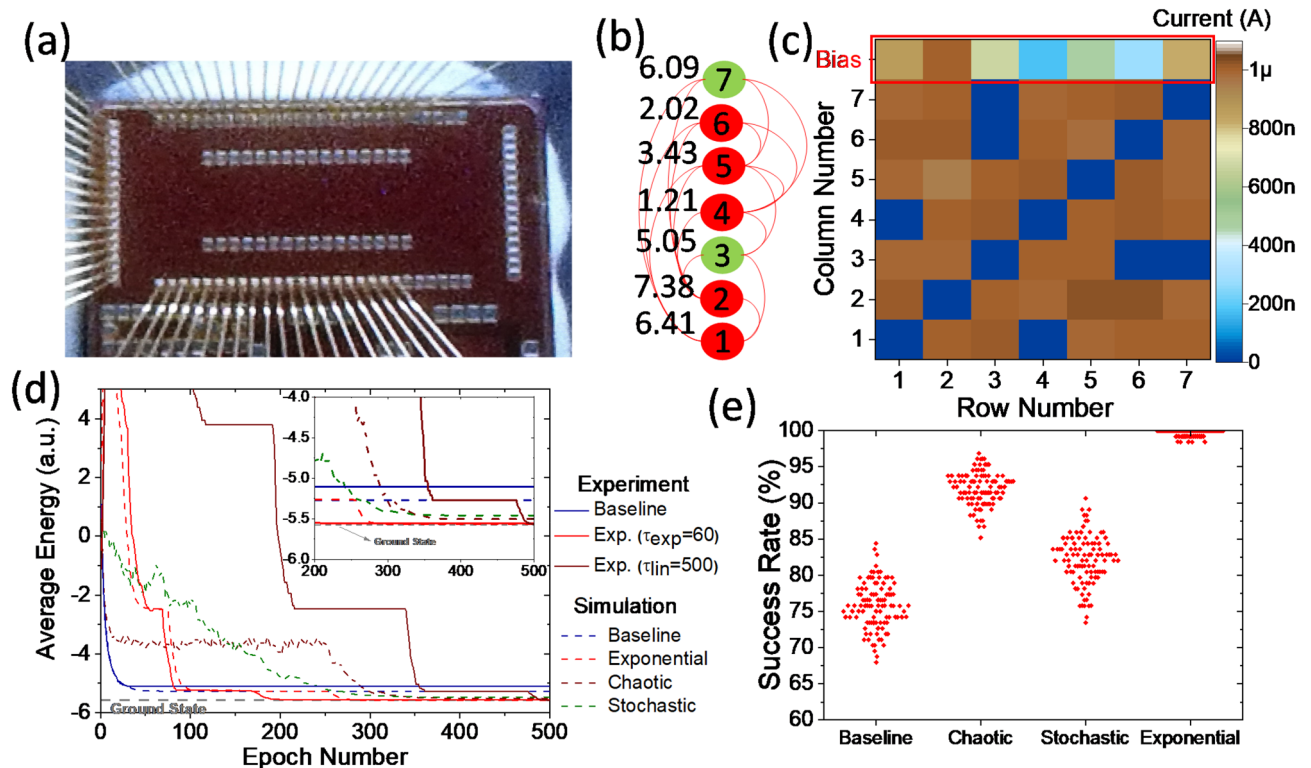 (a)
(b)
6.09
7
2.02
6
3.43
5
1.21
4
5.05
3
7.38
2
6.41
1
(c)
Current (A)
Bias
7
6
5
4
3
2
1
Column Number
1 2 3 4 5 6 7
Row Number
1µ
800n
600n
400n
200n
0
(d)
4
2
0
-2
-4
-6
Average Energy (a.u.)
0 100 200 300 400 500
Epoch Number
Ground State
-4.0
-4.5
-5.0
-5.5
-6.0
200 300 400 500
Ground State
Experiment
Baseline
Exp. (τexp=60)
Exp. (τlin=500)
Simulation
Baseline
Exponential
Chaotic
Stochastic
(e)
100
95
90
85
80
75
70
60
Success Rate (%)
Baseline Chaotic Stochastic Exponential